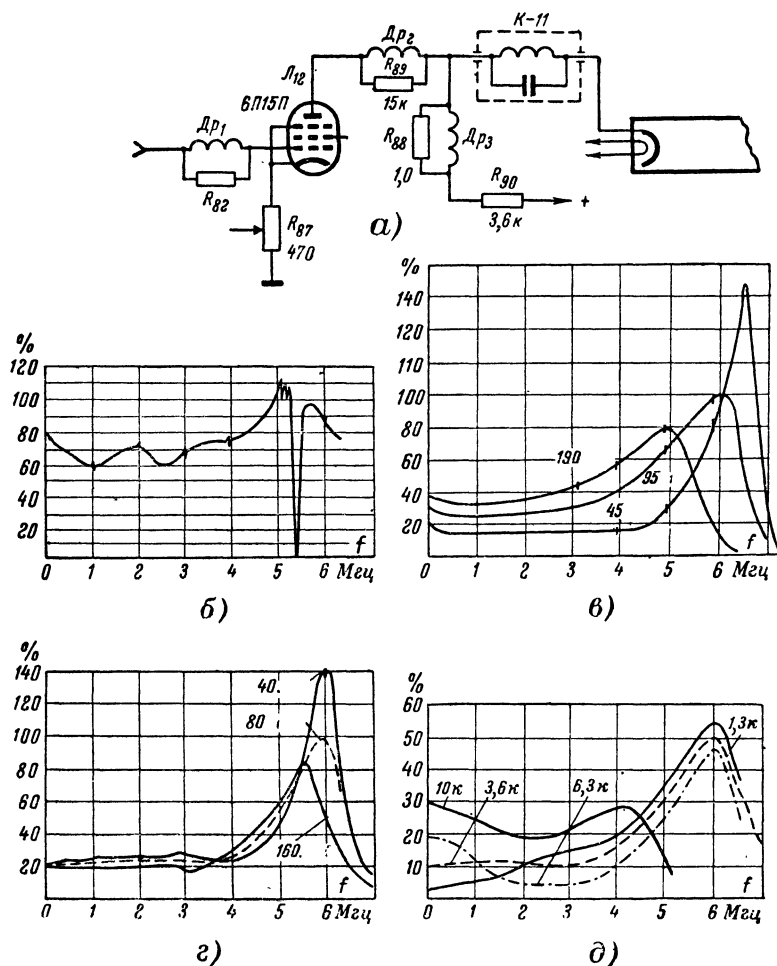 К-11
Др₂
R₈₉
15к
Л₁₂
6П15П
Др₁
R₈₂
R₈₈
1,0
Др₃
R₉₀
3,6к
+
R₈₇
470
а)
%
120
100
80
60
40
20
0 1 2 3 4 5 6 Мгц
f
б)
%
140
120
100
80
60
40
20
0 1 2 3 4 5 6 Мгц
190
95
45
f
в)
%
140
120
100
80
60
40
20
0 1 2 3 4 5 6 Мгц
40.
80
160.
f
г)
%
60
50
40
30
20
10
0 1 2 3 4 5 6 Мгц
10к
3,6к
6,3к
1,3к
f
д)